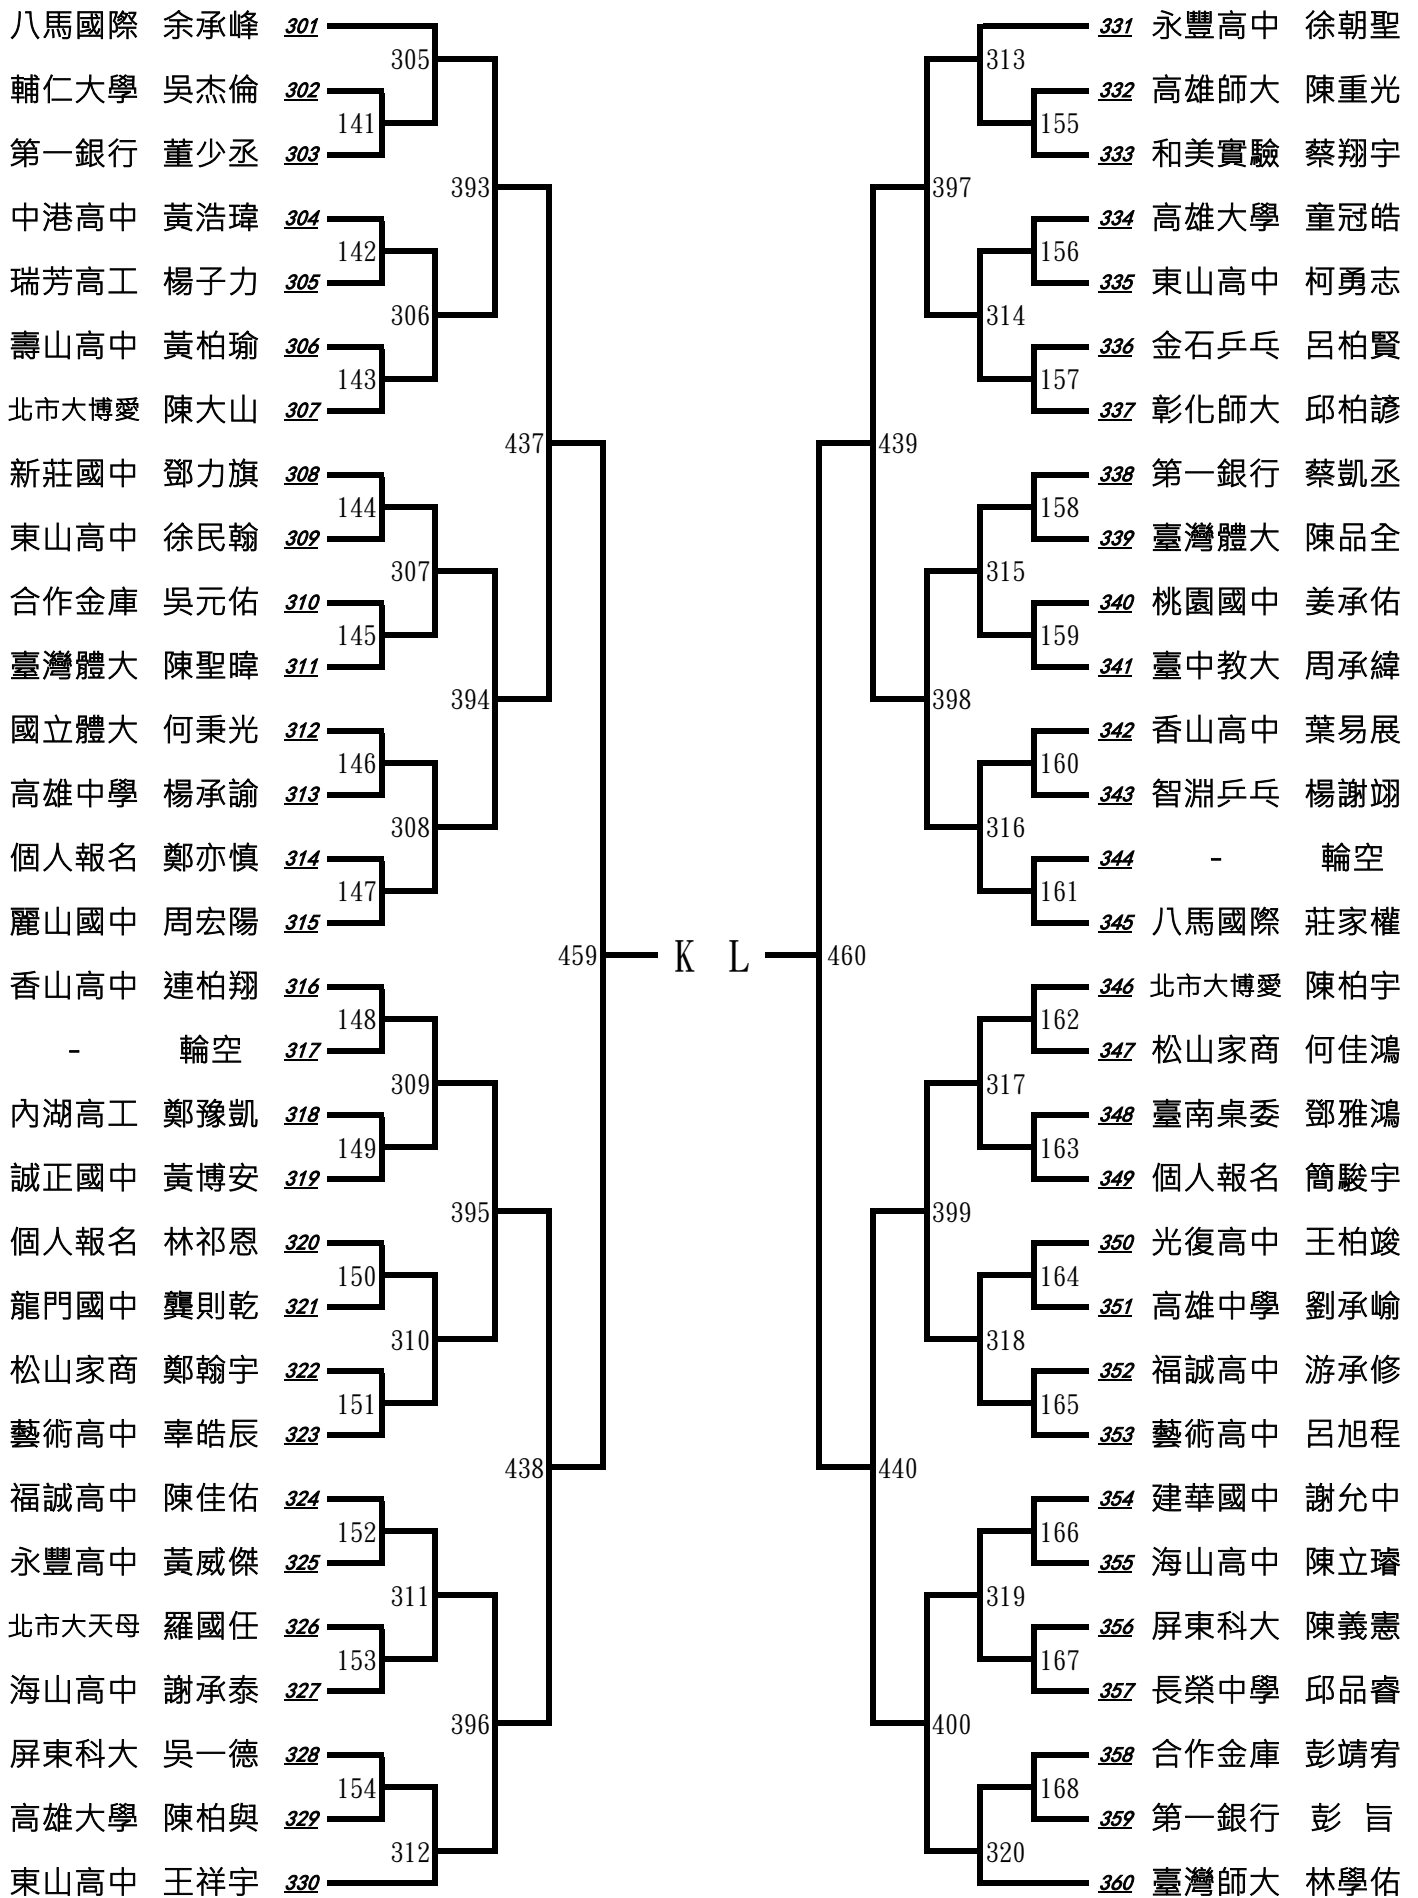 八馬國際 余承峰 301
305
輔仁大學 吳杰倫 302
141
第一銀行 董少丞 303
393
中港高中 黃浩瑋 304
142
瑞芳高工 楊子力 305
306
壽山高中 黃柏瑜 306
143
北市大博愛 陳大山 307
437
新莊國中 鄧力旗 308
144
東山高中 徐民翰 309
307
合作金庫 吳元佑 310
145
臺灣體大 陳聖暐 311
394
國立體大 何秉光 312
146
高雄中學 楊承諭 313
308
個人報名 鄭亦慎 314
147
麗山國中 周宏陽 315
459 K
香山高中 連柏翔 316
148
- 輪空 317
309
內湖高工 鄭豫凱 318
149
誠正國中 黃博安 319
395
個人報名 林祁恩 320
150
龍門國中 龔則乾 321
310
松山家商 鄭翰宇 322
151
藝術高中 辜皓辰 323
438
福誠高中 陳佳佑 324
152
永豐高中 黃威傑 325
311
北市大天母 羅國任 326
153
海山高中 謝承泰 327
396
屏東科大 吳一德 328
154
高雄大學 陳柏與 329
312
東山高中 王祥宇 330
331 永豐高中 徐朝聖
313
332 高雄師大 陳重光
155
333 和美實驗 蔡翔宇
397
334 高雄大學 童冠皓
156
335 東山高中 柯勇志
314
336 金石乒乓 呂柏賢
157
337 彰化師大 邱柏諺
439
338 第一銀行 蔡凱丞
158
339 臺灣體大 陳品全
315
340 桃園國中 姜承佑
159
341 臺中教大 周承緯
398
342 香山高中 葉易展
160
343 智淵乒乓 楊謝翊
316
344 - 輪空
161
345 八馬國際 莊家權
L 460
346 北市大博愛 陳柏宇
162
347 松山家商 何佳鴻
317
348 臺南桌委 鄧雅鴻
163
349 個人報名 簡駿宇
399
350 光復高中 王柏竣
164
351 高雄中學 劉承崳
318
352 福誠高中 游承修
165
353 藝術高中 呂旭程
440
354 建華國中 謝允中
166
355 海山高中 陳立璿
319
356 屏東科大 陳義憲
167
357 長榮中學 邱品睿
400
358 合作金庫 彭靖宥
168
359 第一銀行 彭 旨
320
360 臺灣師大 林學佑